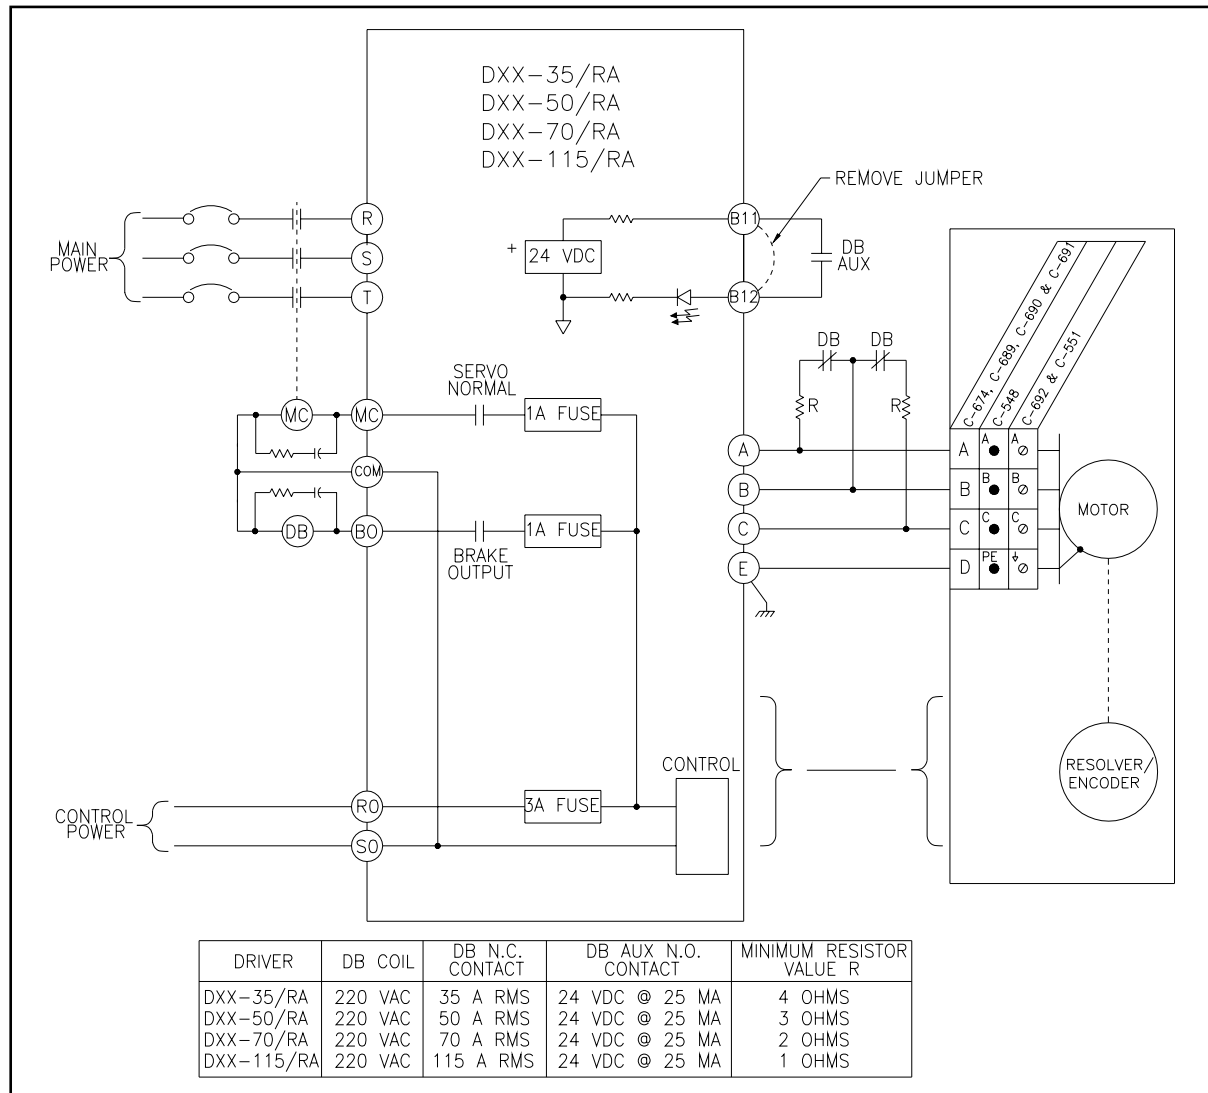 DXX-35/RA
DXX-50/RA
DXX-70/RA
DXX-115/RA
REMOVE JUMPER
MAIN
POWER
R
S
T
+
24 VDC
B11
B12
DB
AUX
SERVO
NORMAL
MC
MC
1A FUSE
COM
DB
BO
1A FUSE
BRAKE
OUTPUT
DB
DB
R
R
A
B
C
E
C-674, C-689, C-690 & C-691
C-548
C-692 & C-551
A
A
A
B
B
B
C
C
C
D
PE
MOTOR
RESOLVER/
ENCODER
CONTROL
CONTROL
POWER
RO
3A FUSE
SO
DRIVER DB COIL DB N.C. CONTACT DB AUX N.O. CONTACT MINIMUM RESISTOR VALUE R
DXX-35/RA 220 VAC 35 A RMS 24 VDC @ 25 MA 4 OHMS
DXX-50/RA 220 VAC 50 A RMS 24 VDC @ 25 MA 3 OHMS
DXX-70/RA 220 VAC 70 A RMS 24 VDC @ 25 MA 2 OHMS
DXX-115/RA 220 VAC 115 A RMS 24 VDC @ 25 MA 1 OHMS